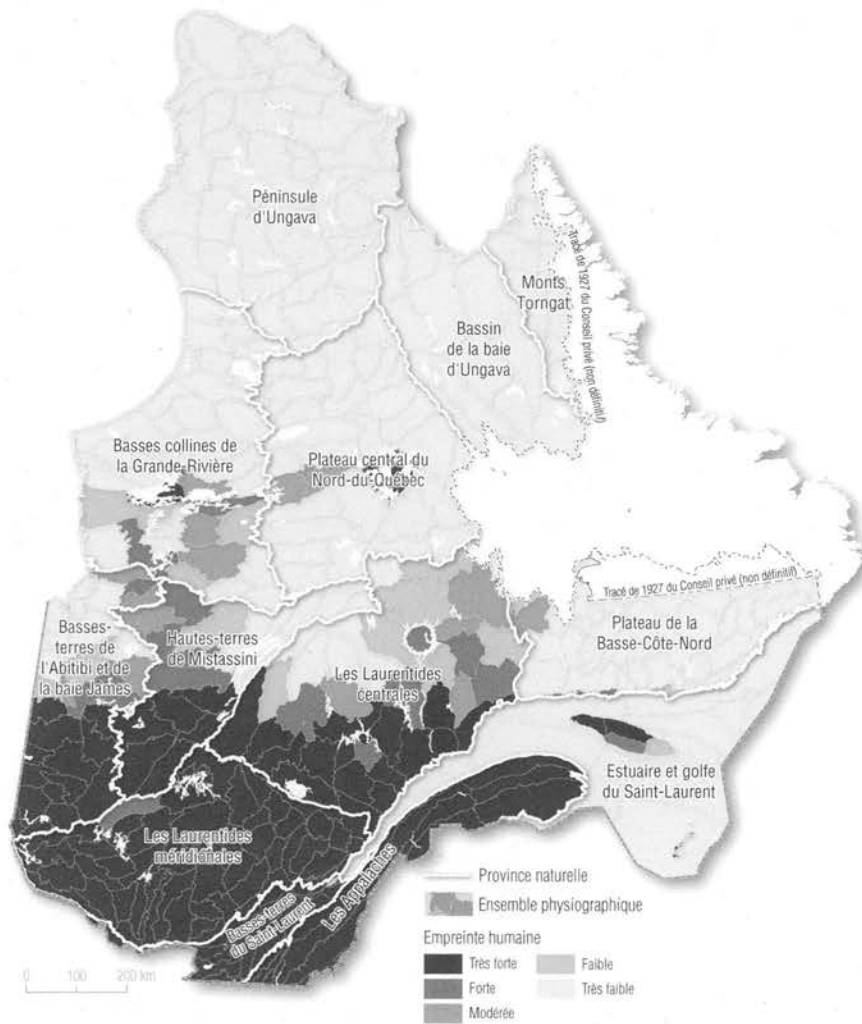 Péninsule
d'Ungava
Monts
Torngat
Bassin
de la baie
d'Ungava
Tracé de 1927 du Conseil privé (non définitif)
Basses collines de
la Grande-Rivière
Plateau central du
Nord-du-Québec
Tracé de 1927 du Conseil privé (non définitif)
Plateau de la
Basse-Côte-Nord
Basses-
terres de
l'Abitibi et de
la baie James
Hautes-terres
de Mistassini
Les Laurentides
centrales
Estuaire et golfe
du Saint-Laurent
Les Laurentides
méridionales
Basses-terres
du Saint-Laurent
Les Appalaches
Province naturelle
Ensemble physiographique
Empreinte humaine
Très forte
Faible
Forte
Très faible
Modérée
0 100 200 km